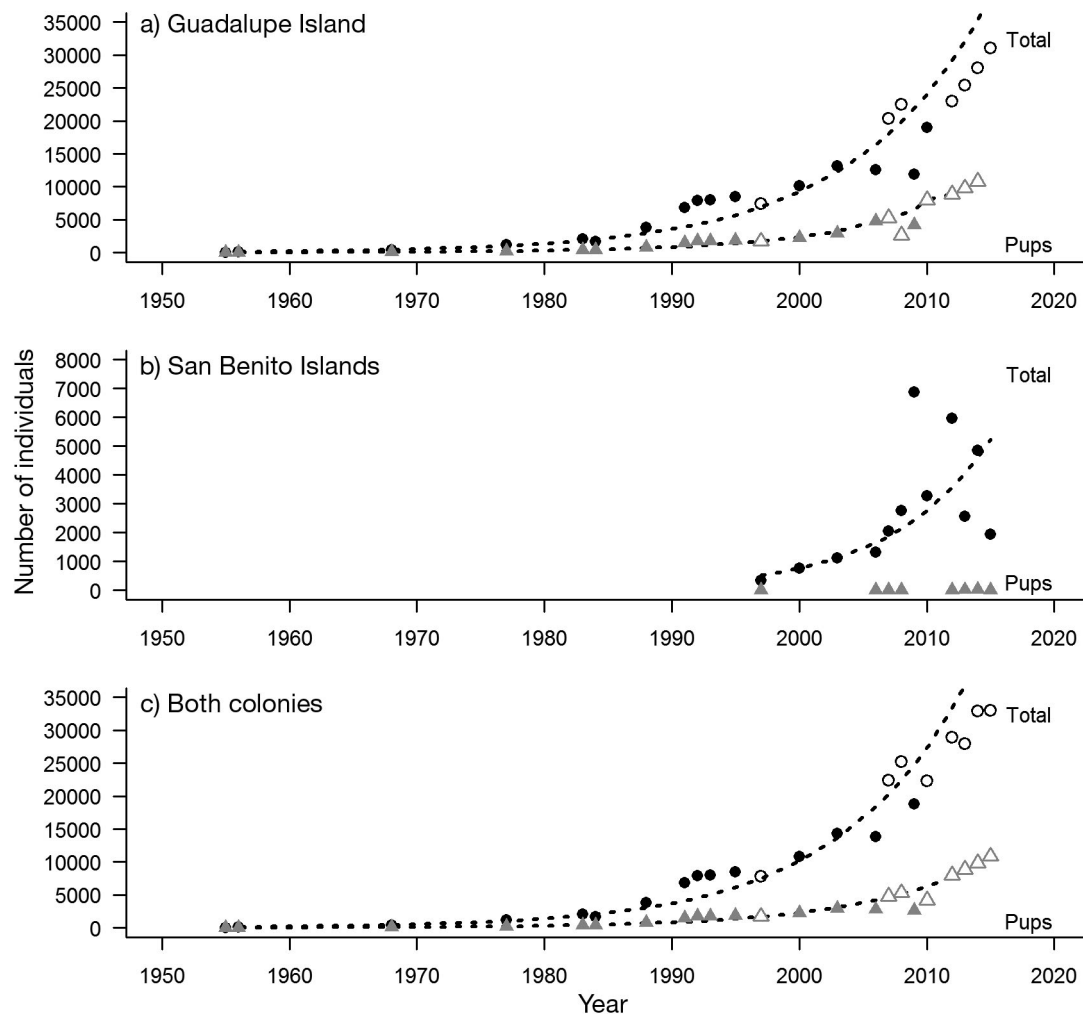 a) Guadalupe Island
Total
35000
30000
25000
20000
15000
10000
5000
0
Pups
1950 1960 1970 1980 1990 2000 2010 2020
b) San Benito Islands
Total
8000
7000
6000
5000
4000
3000
2000
1000
0
Pups
1950 1960 1970 1980 1990 2000 2010 2020
Number of individuals
c) Both colonies
Total
35000
30000
25000
20000
15000
10000
5000
0
Pups
1950 1960 1970 1980 1990 2000 2010 2020
Year